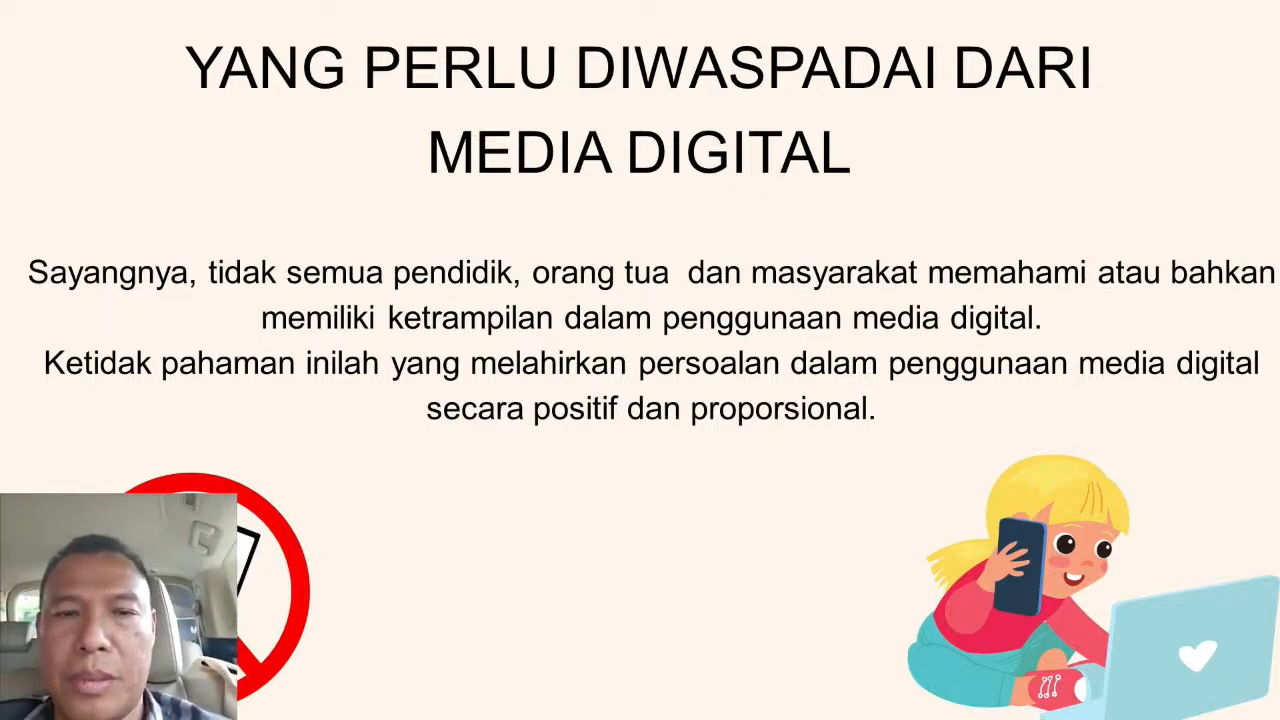 YANG PERLU DIWASPADAI DARI
MEDIA DIGITAL
Sayangnya, tidak semua pendidik, orang tua  dan masyarakat memahami atau bahkan
memiliki ketrampilan dalam penggunaan media digital.
Ketidak pahaman inilah yang melahirkan persoalan dalam penggunaan media digital
secara positif dan proporsional.